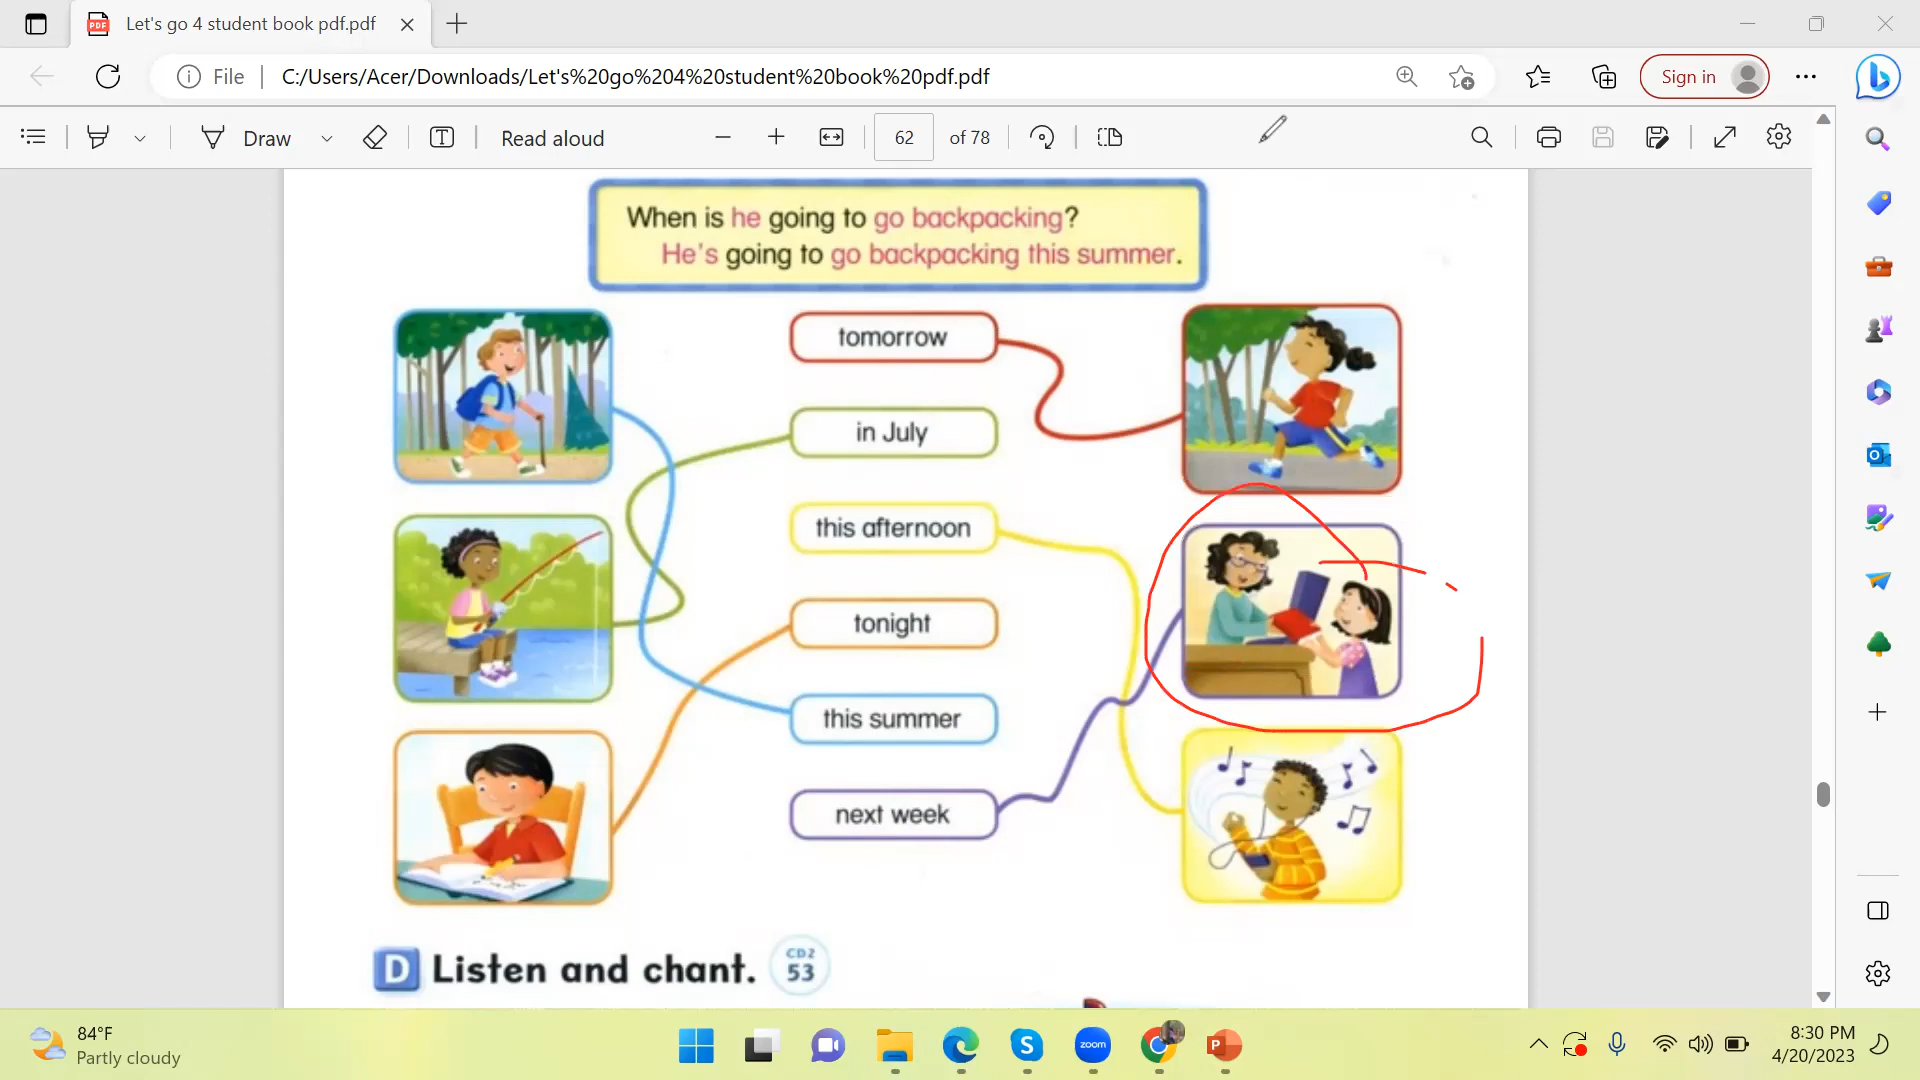 Let's go 4 student book pdf.pdf
File
C:/Users/Acer/Downloads/Let's%20go%204%20student%20book%20pdf.pdf
Sign in
Draw
Read aloud
62
of 78
When is he going to go backpacking?
He's going to go backpacking this summer.
tomorrow
in July
this afternoon
tonight
this summer
next week
D Listen and chant. CD2 53
84°F
Partly cloudy
zoom
8:30 PM
4/20/2023